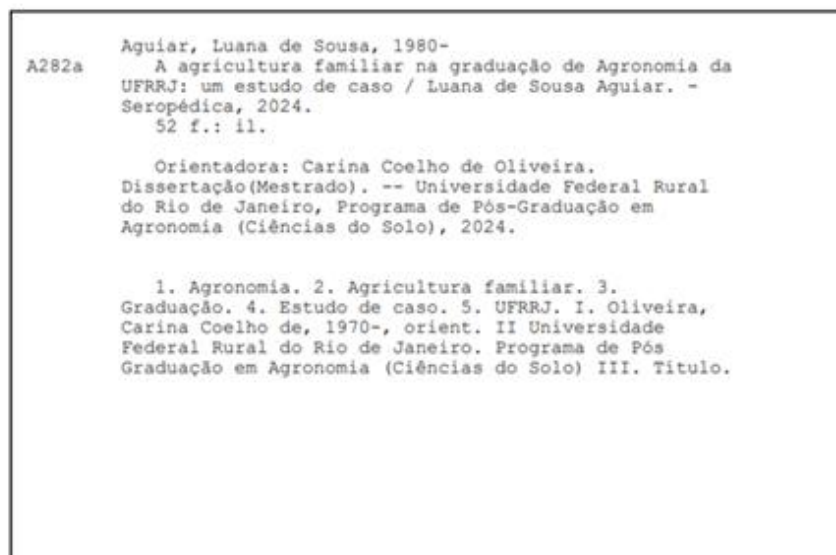 Aguiar, Luana de Sousa, 1980-
A282a A agricultura familiar na graduação de Agronomia da
UFRRJ: um estudo de caso / Luana de Sousa Aguiar. -
Seropédica, 2024.
52 f.: il.
Orientadora: Carina Coelho de Oliveira.
Dissertação(Mestrado). -- Universidade Federal Rural
do Rio de Janeiro, Programa de Pós-Graduação em
Agronomia (Ciências do Solo), 2024.
1. Agronomia. 2. Agricultura familiar. 3.
Graduação. 4. Estudo de caso. 5. UFRRJ. I. Oliveira,
Carina Coelho de, 1970-, orient. II Universidade
Federal Rural do Rio de Janeiro. Programa de Pós
Graduação em Agronomia (Ciências do Solo) III. Título.